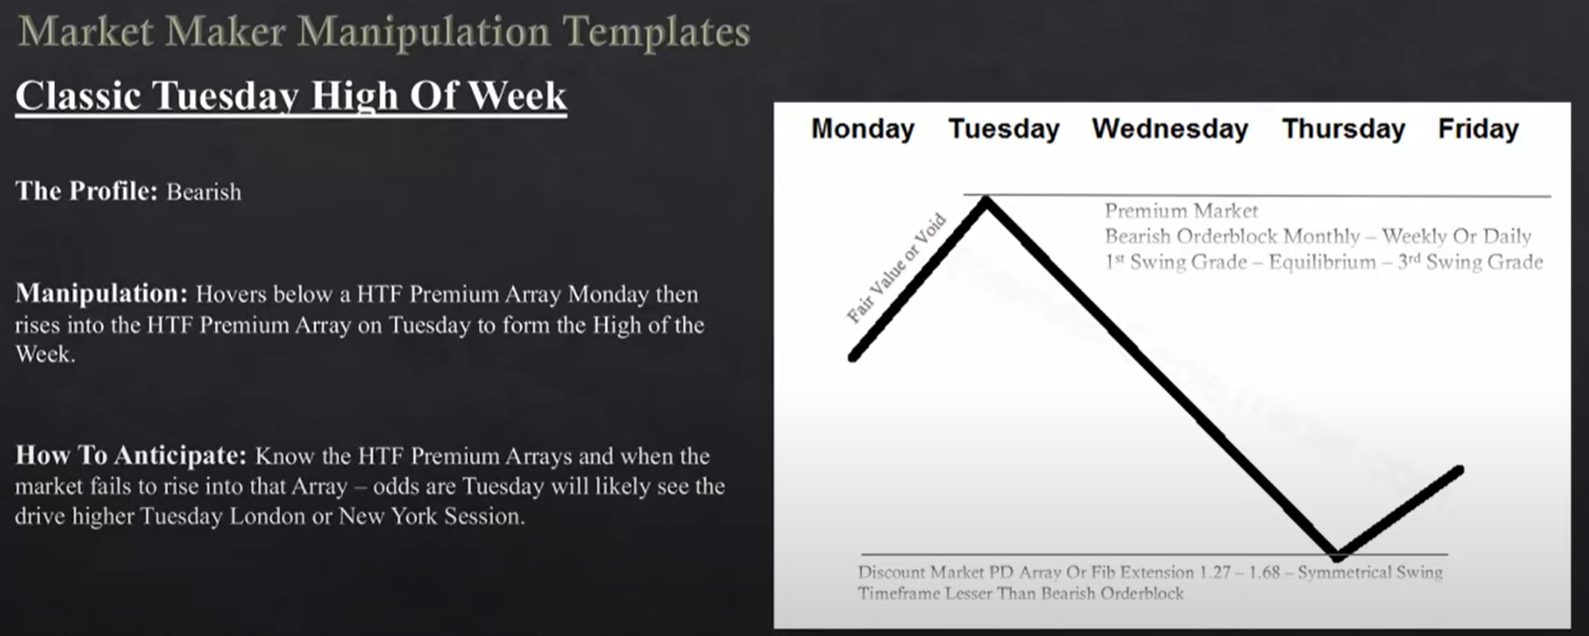 Market Maker Manipulation Templates
Classic Tuesday High Of Week
The Profile: Bearish
Manipulation: Hovers below a HTF Premium Array Monday then
rises into the HTF Premium Array on Tuesday to form the High of the
Week.
How To Anticipate: Know the HTF Premium Arrays and when the
market fails to rise into that Array – odds are Tuesday will likely see the
drive higher Tuesday London or New York Session.
Monday Tuesday Wednesday Thursday Friday
Fair Value or Void
Premium Market
Bearish Orderblock Monthly – Weekly Or Daily
1st Swing Grade – Equilibrium – 3rd Swing Grade
Discount Market PD Array Or Fib Extension 1.27 – 1.68 – Symmetrical Swing
Timeframe Lesser Than Bearish Orderblock